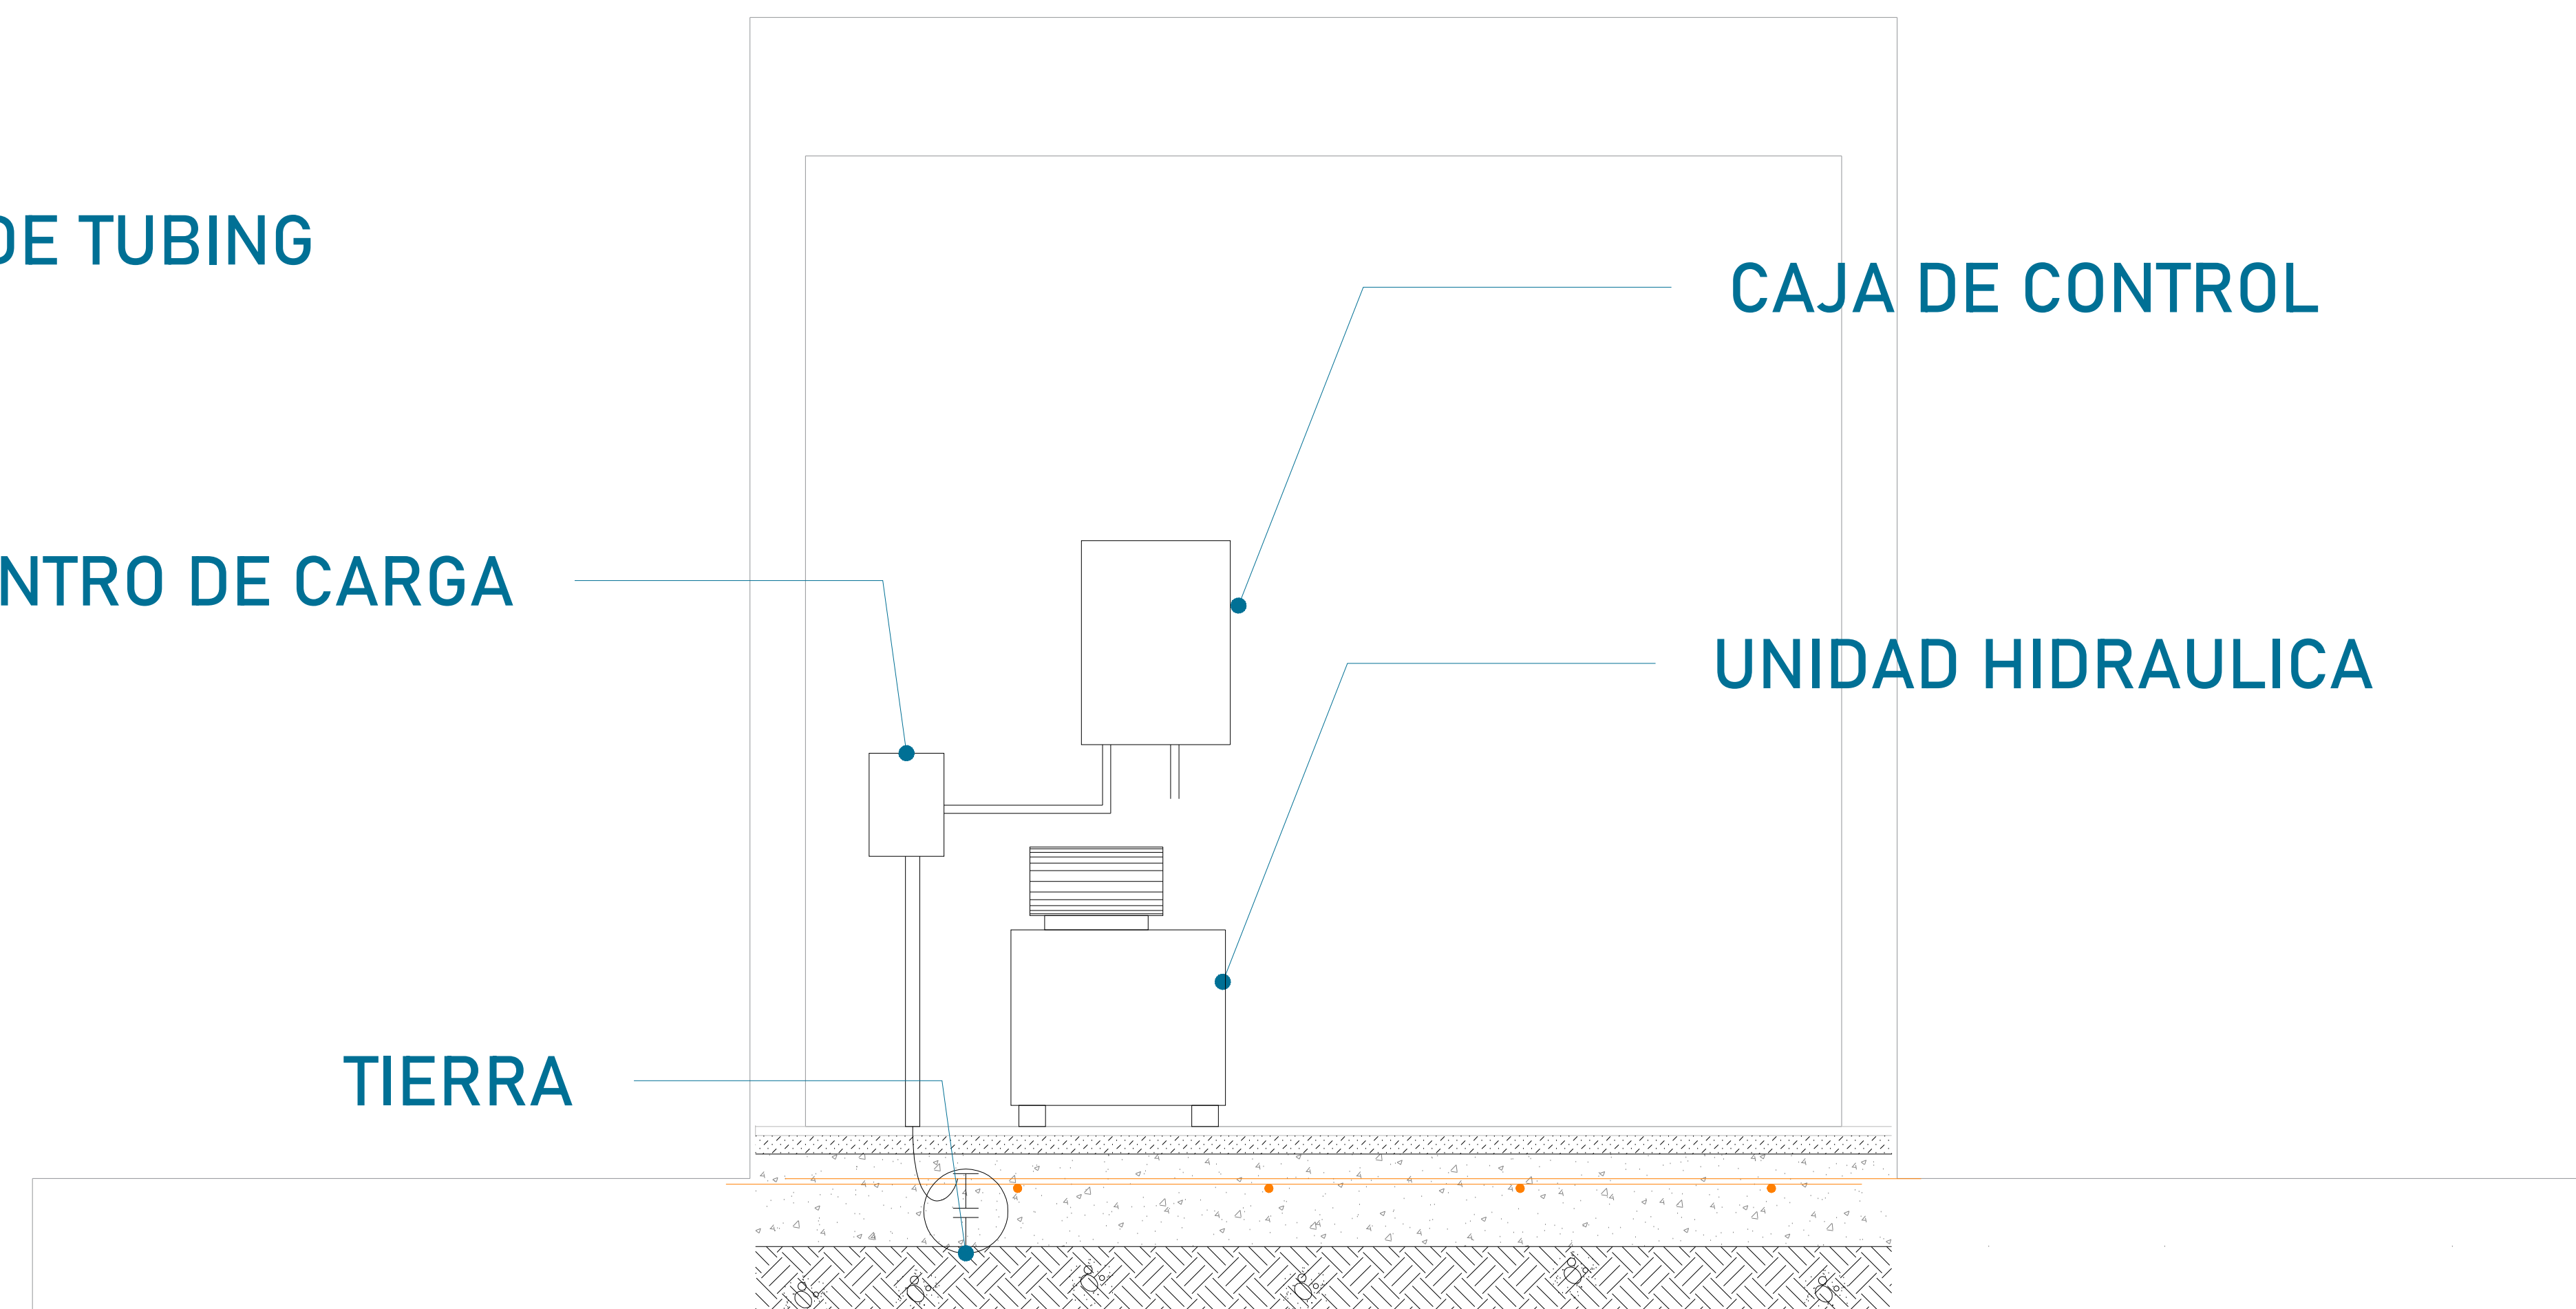 DE TUBING
CAJA DE CONTROL
NTRO DE CARGA
UNIDAD HIDRAULICA
TIERRA